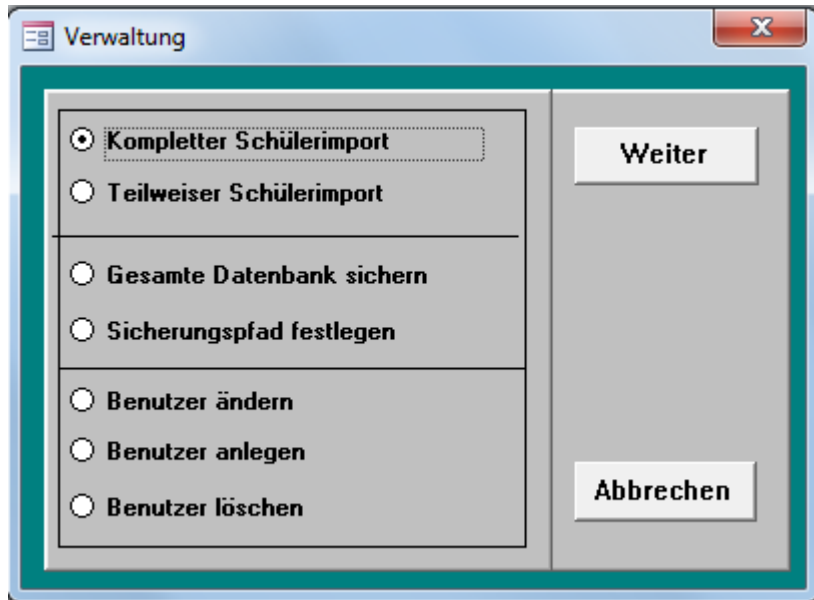 Verwaltung
Kompletter Schülerimport
Teilweiser Schülerimport
Gesamte Datenbank sichern
Sicherungspfad festlegen
Benutzer ändern
Benutzer anlegen
Benutzer löschen
Weiter
Abbrechen